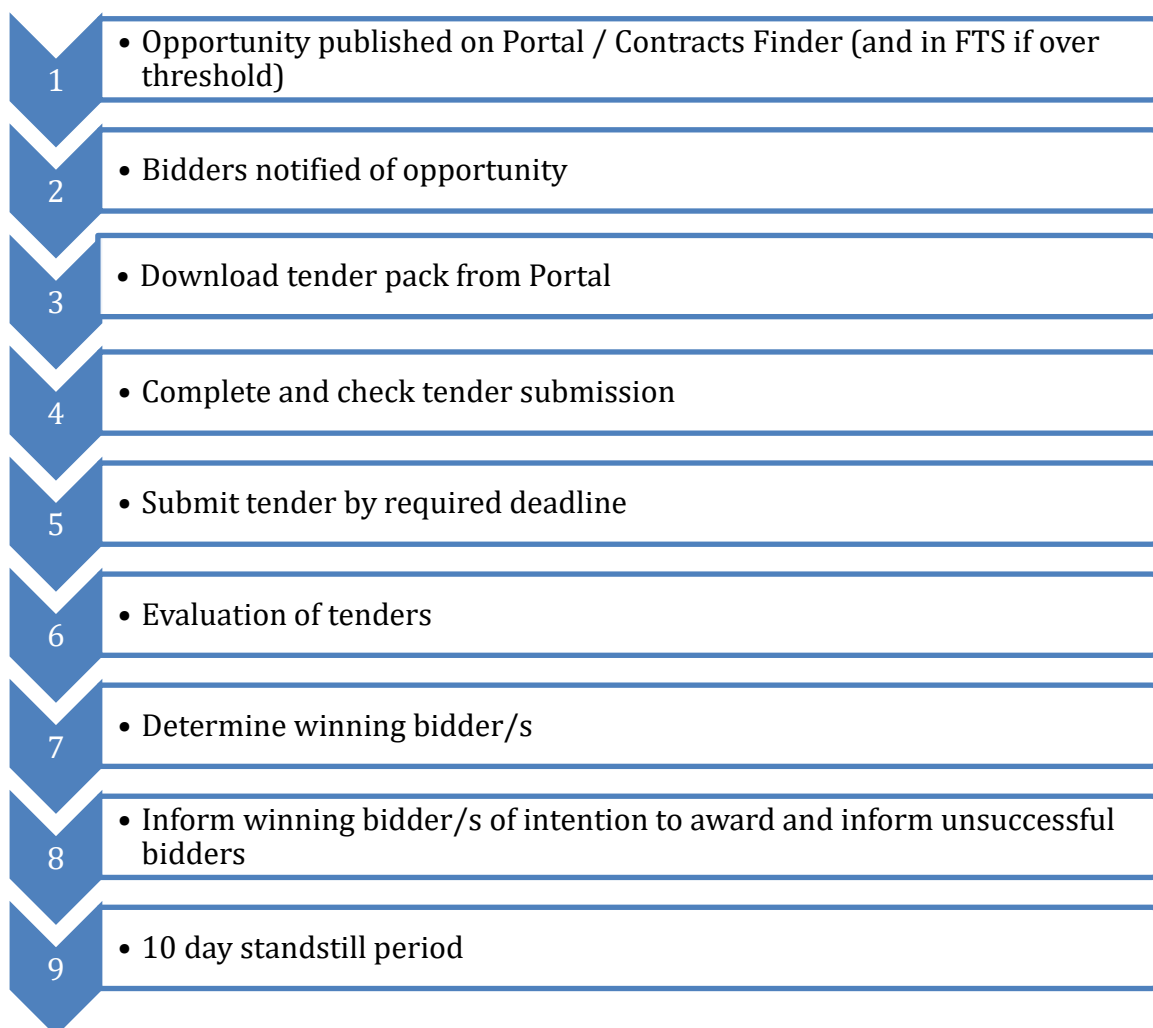 1
• Opportunity published on Portal / Contracts Finder (and in FTS if over
threshold)
2
• Bidders notified of opportunity
3
• Download tender pack from Portal
4
• Complete and check tender submission
5
• Submit tender by required deadline
6
• Evaluation of tenders
7
• Determine winning bidder/s
8
• Inform winning bidder/s of intention to award and inform unsuccessful
bidders
9
• 10 day standstill period